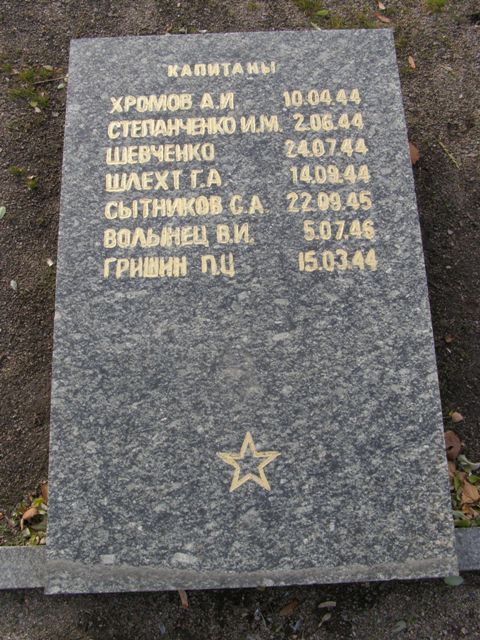 КАПИТАНЫ
ХРОМОВ А.И. 10.04.44
СТЕПАНЧЕНКО И.М. 2.06.44
ШЕВЧЕНКО 24.07.44
ШЛЕХТ Г.А. 14.09.44
СЫТНИКОВ С.А. 22.09.45
ВОЛЫНЕЦ В.И. 5.07.46
ГРИШИН П.Ц 15.03.44